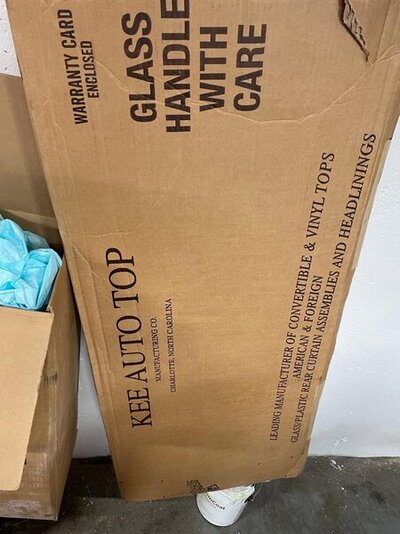 WARRANTY CARD
ENCLOSED
GLASS
HANDLE
WITH
CARE
KEE AUTO TOP
MANUFACTURING CO.
CHARLOTTE, NORTH CAROLINA
LEADING MANUFACTURER OF CONVERTIBLE & VINYL TOPS
AMERICAN & FOREIGN
GLASS/PLASTIC REAR CURTAIN ASSEMBLIES AND HEADLININGS